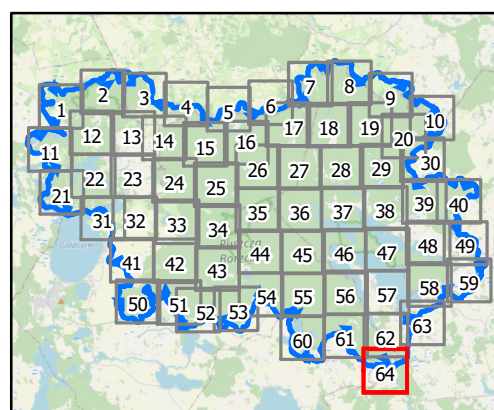 1 2 3 4 5 6 7 8 9 10
11 12 13 14 15 16 17 18 19 20
21 22 23 24 25 26 27 28 29 30
31 32 33 34 35 36 37 38 39 40
41 42 43 44 45 46 47 48 49
50 51 52 53 54 55 56 57 58 59
60 61 62 63
64
Gołdopiwo
Puszcza
Borecka